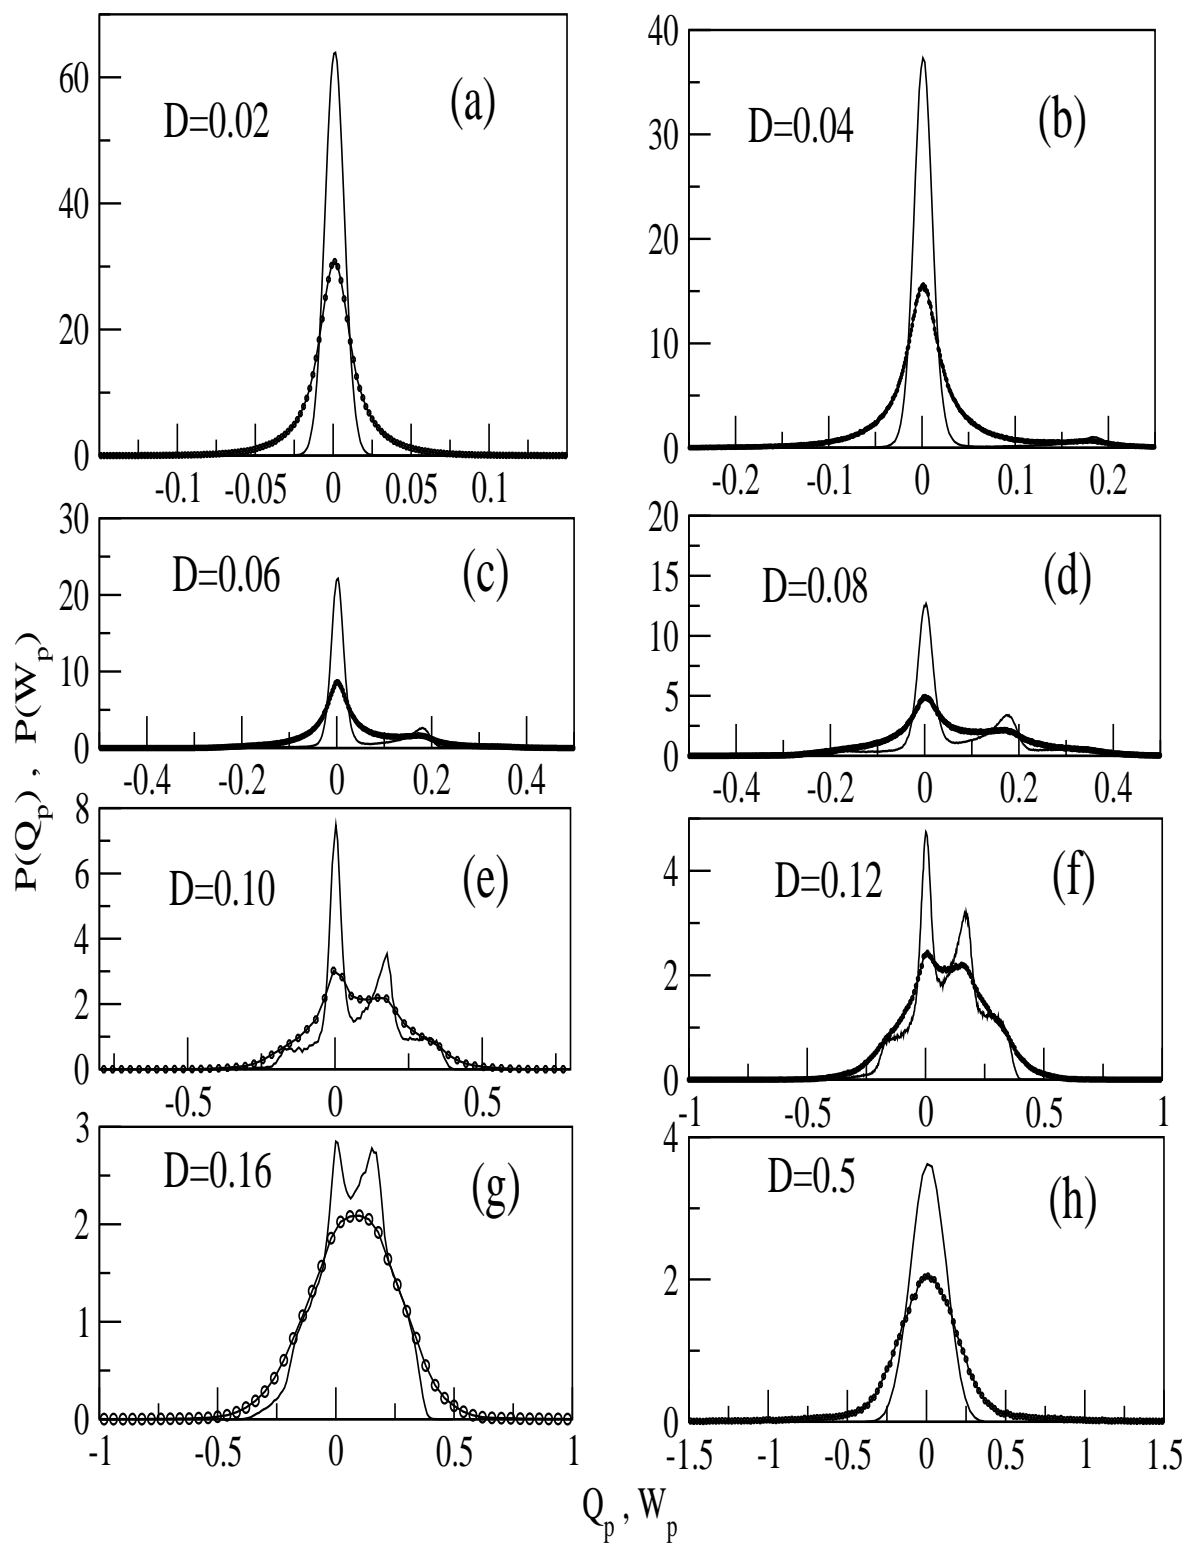 (a)
D=0.02
60
40
20
0
-0.1 -0.05 0 0.05 0.1
(b)
D=0.04
40
30
20
10
0
-0.2 -0.1 0 0.1 0.2
(c)
D=0.06
30
20
10
0
-0.4 -0.2 0 0.2 0.4
(d)
D=0.08
20
15
10
5
0
-0.4 -0.2 0 0.2 0.4
P(Q_p) , P(W_p)
(e)
D=0.10
8
6
4
2
0
-0.5 0 0.5
(f)
D=0.12
4
2
0
-1 -0.5 0 0.5 1
(g)
D=0.16
3
2
1
0
-1 -0.5 0 0.5 1
(h)
D=0.5
4
2
0
-1.5 -1 -0.5 0 0.5 1 1.5
Q_p , W_p